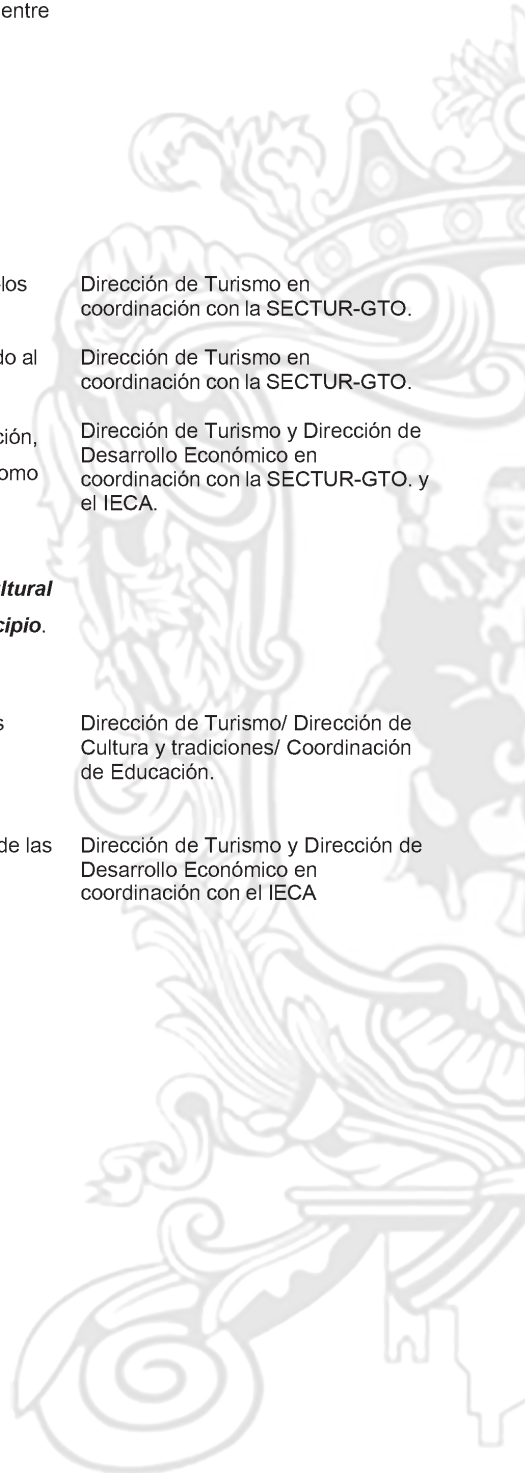 entre
los
Dirección de Turismo en
coordinación con la SECTUR-GTO.
do al
Dirección de Turismo en
coordinación con la SECTUR-GTO.
ción,
omo
Dirección de Turismo y Dirección de
Desarrollo Económico en
coordinación con la SECTUR-GTO. y
el IECA.
ltural
cipio.
s
Dirección de Turismo/ Dirección de
Cultura y tradiciones/ Coordinación
de Educación.
de las
Dirección de Turismo y Dirección de
Desarrollo Económico en
coordinación con el IECA